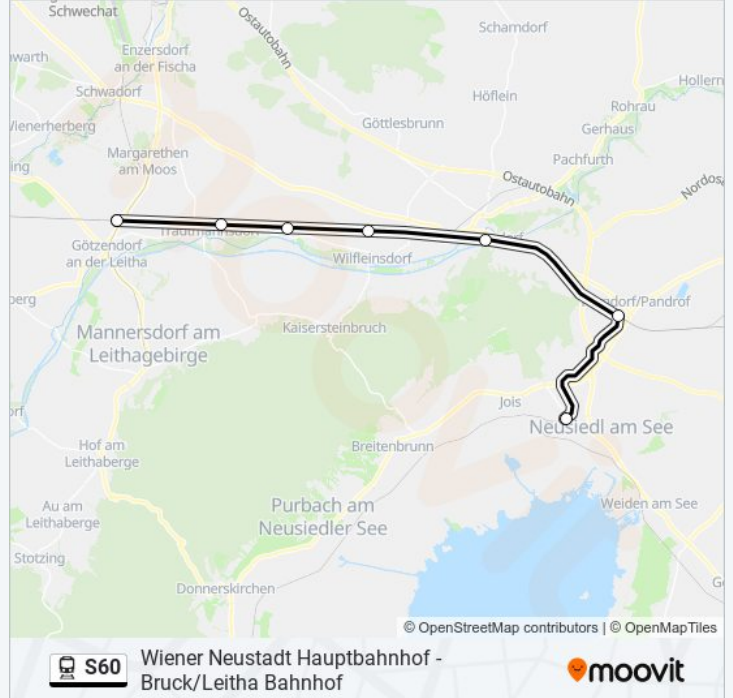 Schwechat
Ostautobahn
Scharndorf
Enzersdorf
an der Fischa
Schwadorf
Hollern
Höflein
Rohrau
Göttlesbrunn
Gerhaus
Margarethen
am Moos
Pachfurth
Ostautobahn
Götzendorf
an der Leitha
Wilfleinsdorf
Mannersdorf am
Leithagebirge
Kaisersteinbruch
Jois
Neusiedl am See
Hof am
Leithaberge
Breitenbrunn
Purbach am
Neusiedler See
Weiden am See
Au am
Leithaberge
Stotzing
Donnerskirchen
© OpenStreetMap contributors | © OpenMapTiles
S60
Wiener Neustadt Hauptbahnhof -
Bruck/Leitha Bahnhof
moovit